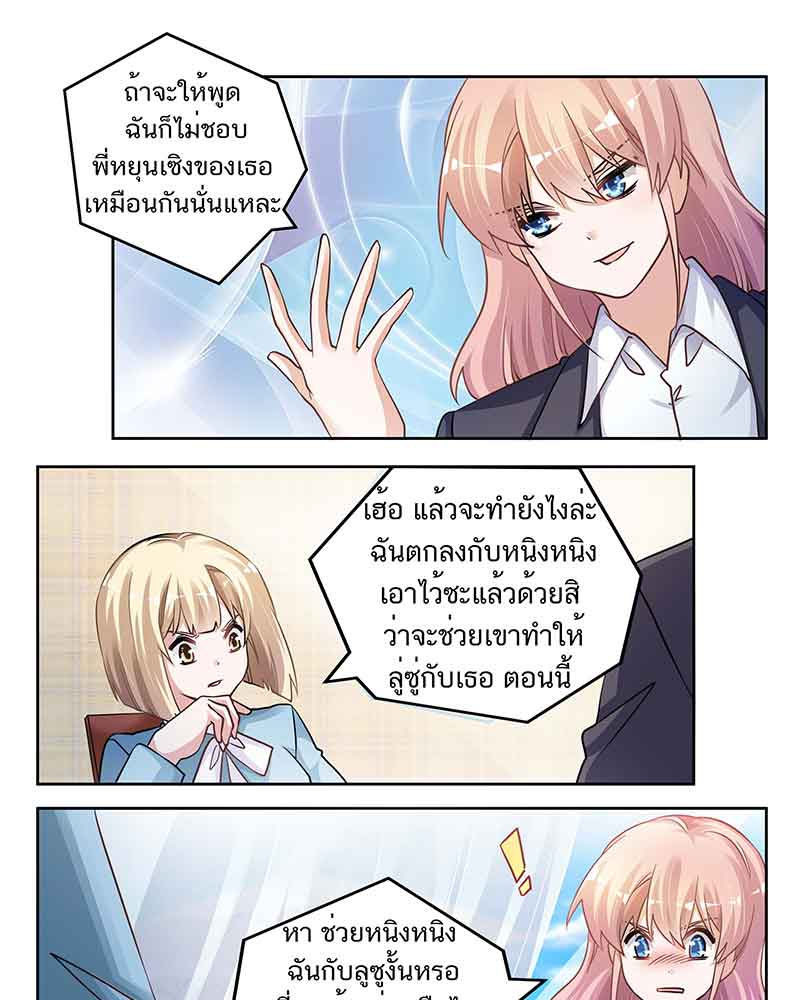 ถ้าจะให้พูด
ฉันก็ไม่ชอบ
พี่หยุนเชิงของเธอ
เหมือนกันนั่นแหละ
เฮ้อ แล้วจะทำยังไงล่ะ
ฉันตกลงกับหนิงหนิง
เอาไว้ซะแล้วด้วยสิ
ว่าจะช่วยเขาทำให้
ลู่ซู่กับเธอ ตอนนี้
หา ช่วยหนิงหนิง
ฉันกับลูซูงั้นหรอ